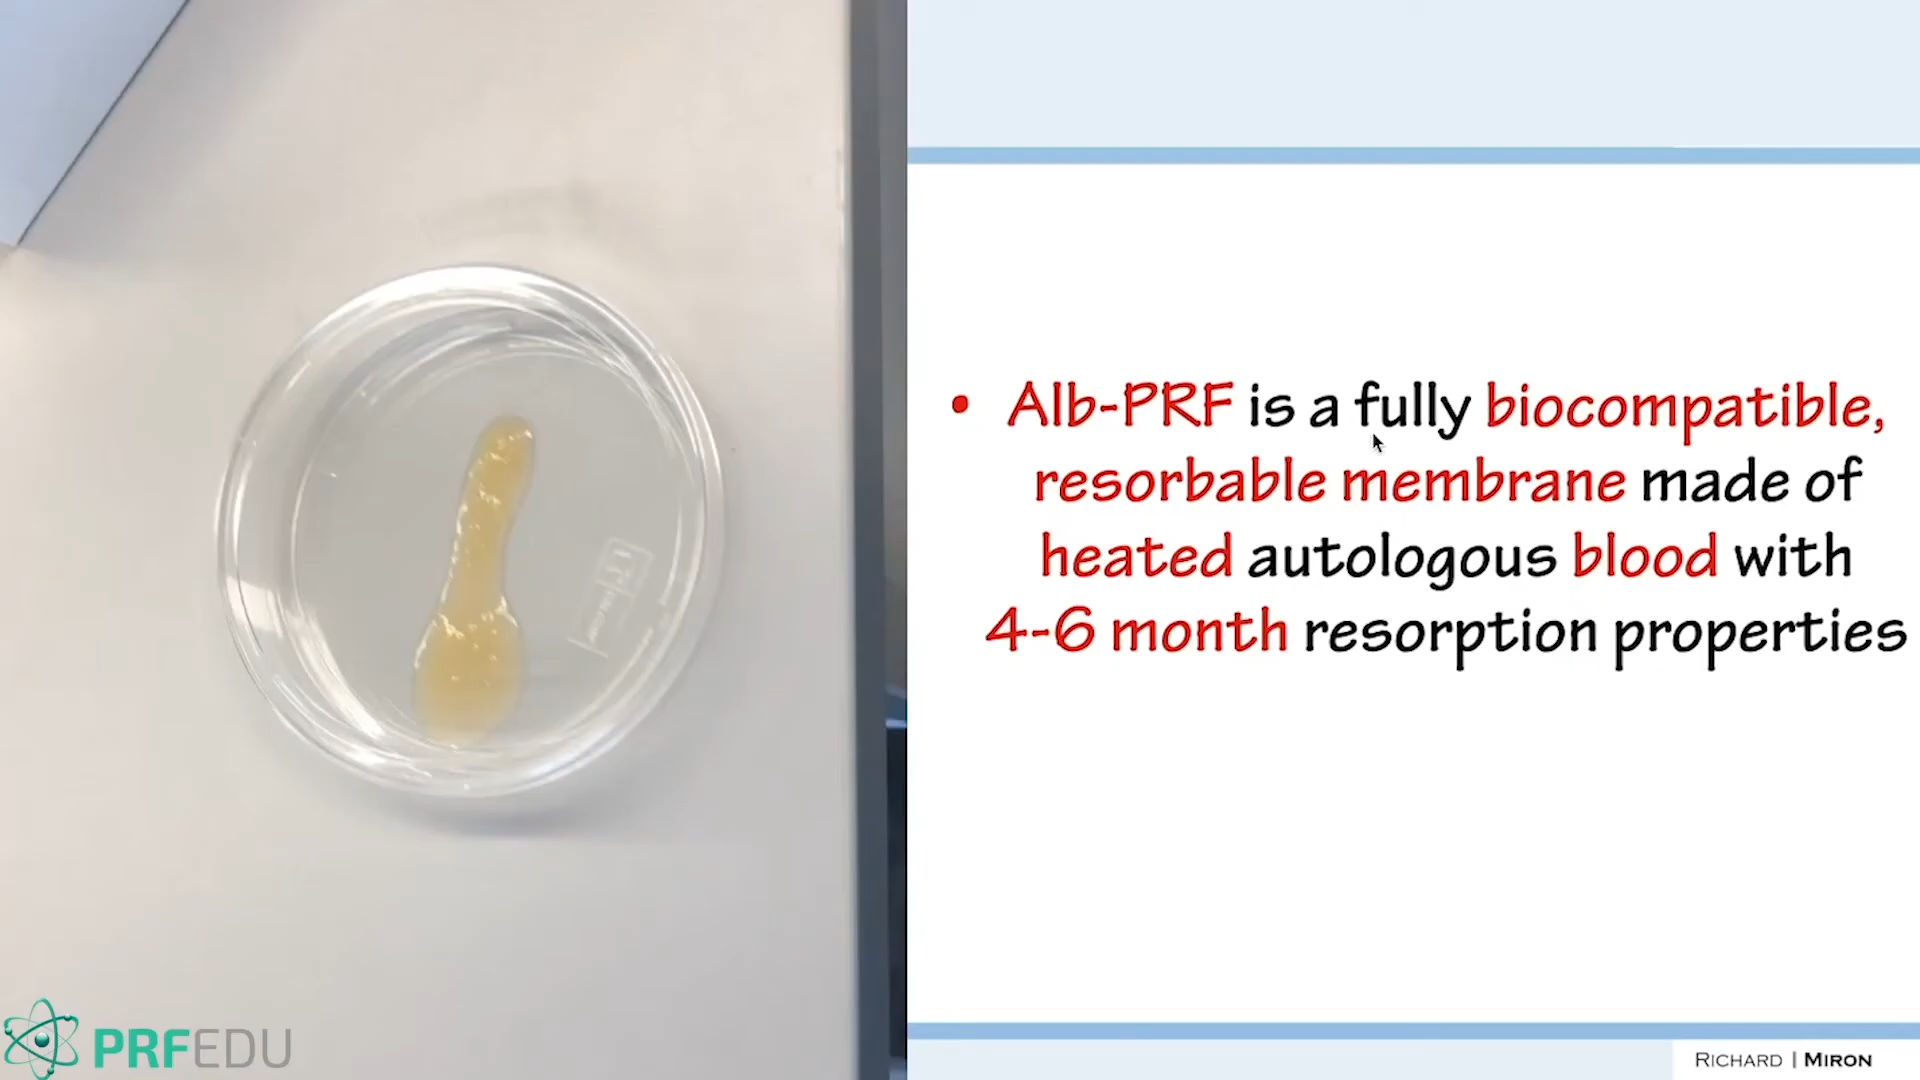 • Alb-PRF is a fully biocompatible,
resorbable membrane made of
heated autologous blood with
4-6 month resorption properties
PRFEDU
RICHARD | MIRON